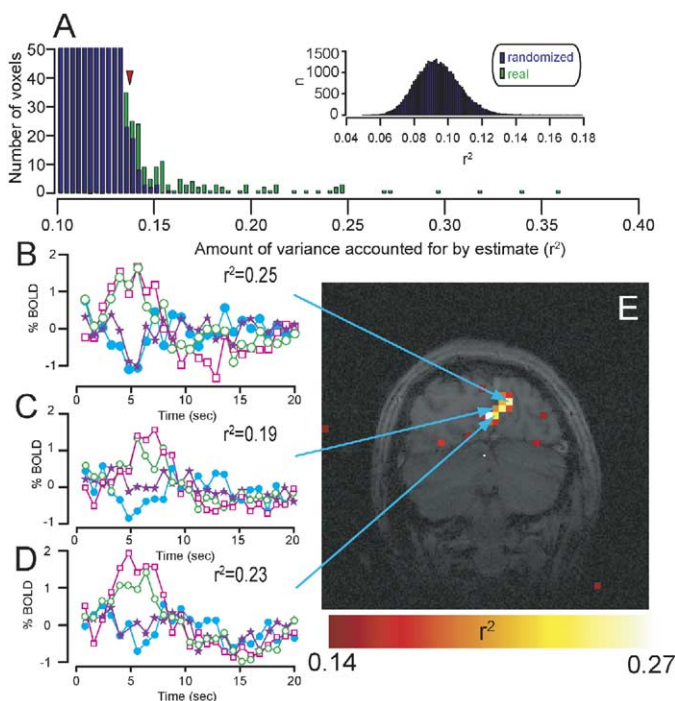 A
Number of voxels
50
40
30
20
10
0
0.10
0.15
0.20
0.25
0.30
0.35
0.40
Amount of variance accounted for by estimate (r²)
n
1500
1000
500
0
0.04
0.06
0.08
0.10
0.12
0.14
0.16
0.18
r²
randomized
real
B
% BOLD
2
1
0
-1
r²=0.25
0
5
10
15
20
Time (sec)
C
% BOLD
2
1
0
-1
r²=0.19
0
5
10
15
20
Time (sec)
D
% BOLD
2
1
0
-1
r²=0.23
0
5
10
15
20
Time (sec)
E
r²
0.14
0.27